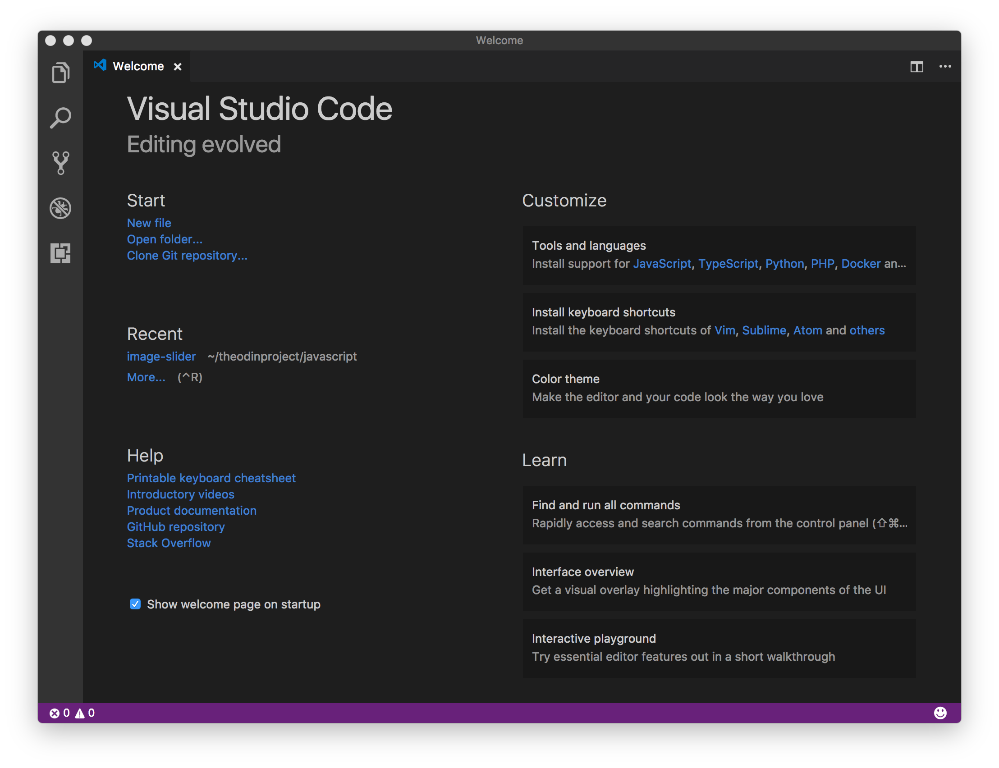 Welcome
Welcome
Visual Studio Code
Editing evolved
Start
New file
Open folder...
Clone Git repository...
Recent
image-slider ~/theodinproject/javascript
More... (^R)
Help
Printable keyboard cheatsheet
Introductory videos
Product documentation
GitHub repository
Stack Overflow
Show welcome page on startup
Customize
Tools and languages
Install support for JavaScript, TypeScript, Python, PHP, Docker an...
Install keyboard shortcuts
Install the keyboard shortcuts of Vim, Sublime, Atom and others
Color theme
Make the editor and your code look the way you love
Learn
Find and run all commands
Rapidly access and search commands from the control panel (⇧⌘...
Interface overview
Get a visual overlay highlighting the major components of the UI
Interactive playground
Try essential editor features out in a short walkthrough
0 0